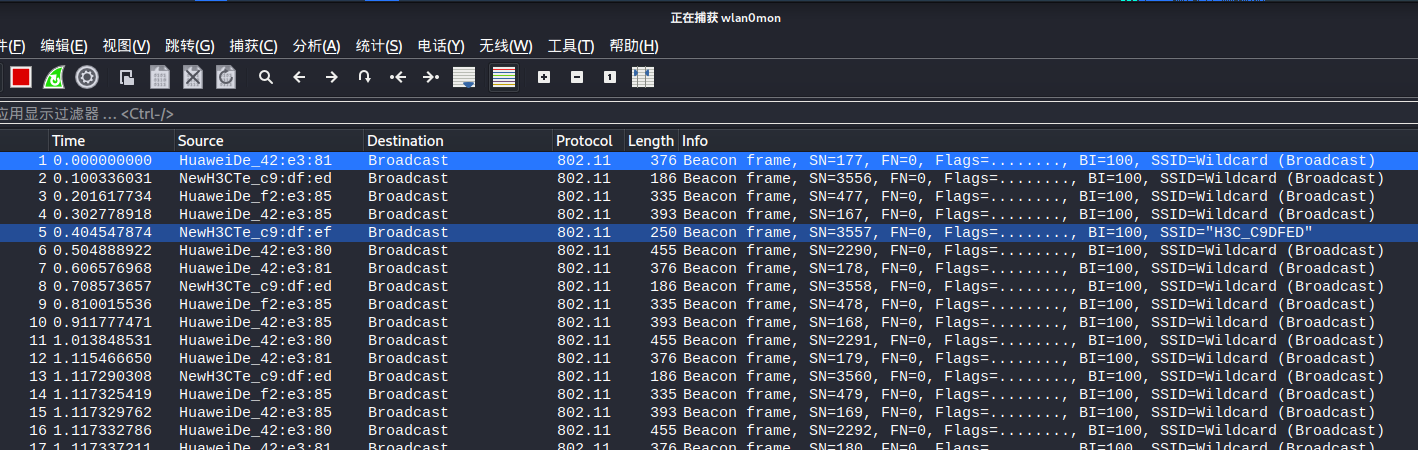 正在捕获 wlan0mon
件(F) 编辑(E) 视图(V) 跳转(G) 捕获(C) 分析(A) 统计(S) 电话(Y) 无线(W) 工具(T) 帮助(H)
应用显示过滤器 … <Ctrl-/>
Time Source Destination Protocol Length Info
1 0.000000000 HuaweiDe_42:e3:81 Broadcast 802.11 376 Beacon frame, SN=177, FN=0, Flags=........, BI=100, SSID=Wildcard (Broadcast)
2 0.100336031 NewH3CTe_c9:df:ed Broadcast 802.11 186 Beacon frame, SN=3556, FN=0, Flags=........, BI=100, SSID=Wildcard (Broadcast)
3 0.201617734 HuaweiDe_f2:e3:85 Broadcast 802.11 335 Beacon frame, SN=477, FN=0, Flags=........, BI=100, SSID=Wildcard (Broadcast)
4 0.302778918 HuaweiDe_42:e3:85 Broadcast 802.11 393 Beacon frame, SN=167, FN=0, Flags=........, BI=100, SSID=Wildcard (Broadcast)
5 0.404547874 NewH3CTe_c9:df:ef Broadcast 802.11 250 Beacon frame, SN=3557, FN=0, Flags=........, BI=100, SSID="H3C_C9DFED"
6 0.504888922 HuaweiDe_42:e3:80 Broadcast 802.11 455 Beacon frame, SN=2290, FN=0, Flags=........, BI=100, SSID=Wildcard (Broadcast)
7 0.606576968 HuaweiDe_42:e3:81 Broadcast 802.11 376 Beacon frame, SN=178, FN=0, Flags=........, BI=100, SSID=Wildcard (Broadcast)
8 0.708573657 NewH3CTe_c9:df:ed Broadcast 802.11 186 Beacon frame, SN=3558, FN=0, Flags=........, BI=100, SSID=Wildcard (Broadcast)
9 0.810015536 HuaweiDe_f2:e3:85 Broadcast 802.11 335 Beacon frame, SN=478, FN=0, Flags=........, BI=100, SSID=Wildcard (Broadcast)
10 0.911777471 HuaweiDe_42:e3:85 Broadcast 802.11 393 Beacon frame, SN=168, FN=0, Flags=........, BI=100, SSID=Wildcard (Broadcast)
11 1.013848531 HuaweiDe_42:e3:80 Broadcast 802.11 455 Beacon frame, SN=2291, FN=0, Flags=........, BI=100, SSID=Wildcard (Broadcast)
12 1.115466650 HuaweiDe_42:e3:81 Broadcast 802.11 376 Beacon frame, SN=179, FN=0, Flags=........, BI=100, SSID=Wildcard (Broadcast)
13 1.117290308 NewH3CTe_c9:df:ed Broadcast 802.11 186 Beacon frame, SN=3560, FN=0, Flags=........, BI=100, SSID=Wildcard (Broadcast)
14 1.117325419 HuaweiDe_f2:e3:85 Broadcast 802.11 335 Beacon frame, SN=479, FN=0, Flags=........, BI=100, SSID=Wildcard (Broadcast)
15 1.117329762 HuaweiDe_42:e3:85 Broadcast 802.11 393 Beacon frame, SN=169, FN=0, Flags=........, BI=100, SSID=Wildcard (Broadcast)
16 1.117332786 HuaweiDe_42:e3:80 Broadcast 802.11 455 Beacon frame, SN=2292, FN=0, Flags=........, BI=100, SSID=Wildcard (Broadcast)
17 1.117337211 HuaweiDe_42:e3:81 Broadcast 802.11 376 Beacon frame, SN=180, FN=0, Flags=........, BI=100, SSID=Wildcard (Broadcast)